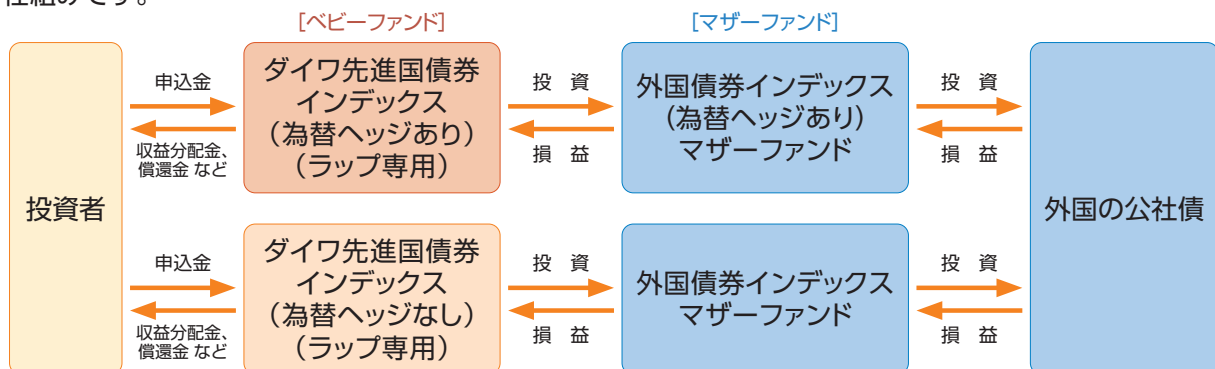 仕組みです。
[ベビーファンド]
[マザーファンド]
投資者
申込金
収益分配金、
償還金 など
ダイワ先進国債券
インデックス
（為替ヘッジあり）
（ラップ専用）
投 資
損 益
外国債券インデックス
（為替ヘッジあり）
マザーファンド
投 資
損 益
外国の公社債
申込金
収益分配金、
償還金 など
ダイワ先進国債券
インデックス
（為替ヘッジなし）
（ラップ専用）
投 資
損 益
外国債券インデックス
マザーファンド
投 資
損 益